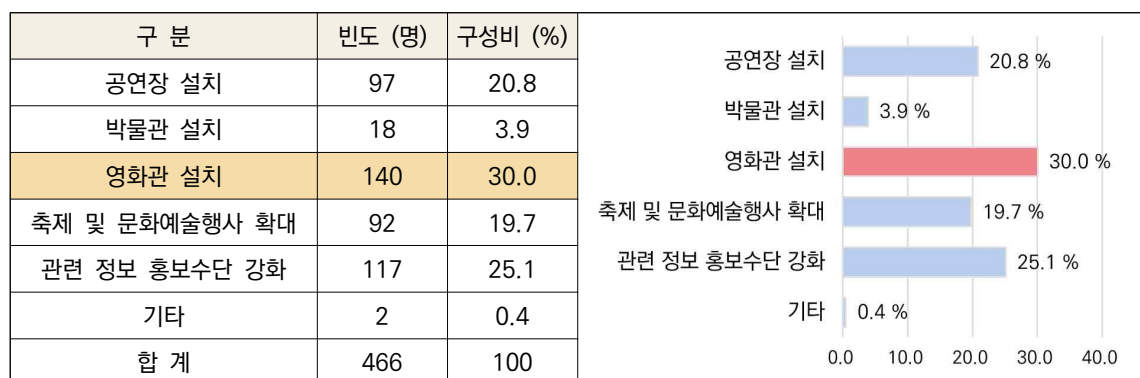 구 분 빈도 (명) 구성비 (%)
공연장 설치 97 20.8
박물관 설치 18 3.9
영화관 설치 140 30.0
축제 및 문화예술행사 확대 92 19.7
관련 정보 홍보수단 강화 117 25.1
기타 2 0.4
합 계 466 100
공연장 설치 20.8 %
박물관 설치 3.9 %
영화관 설치 30.0 %
축제 및 문화예술행사 확대 19.7 %
관련 정보 홍보수단 강화 25.1 %
기타 0.4 %
0.0 10.0 20.0 30.0 40.0